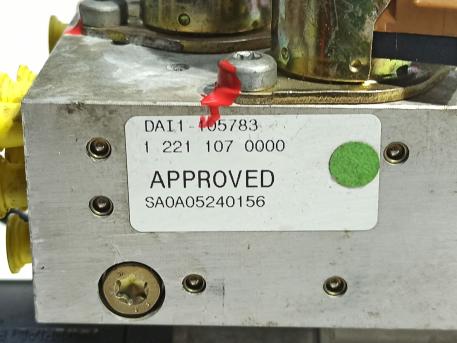 DAI1-105783
1 221 107 0000
APPROVED
SA0A05240156